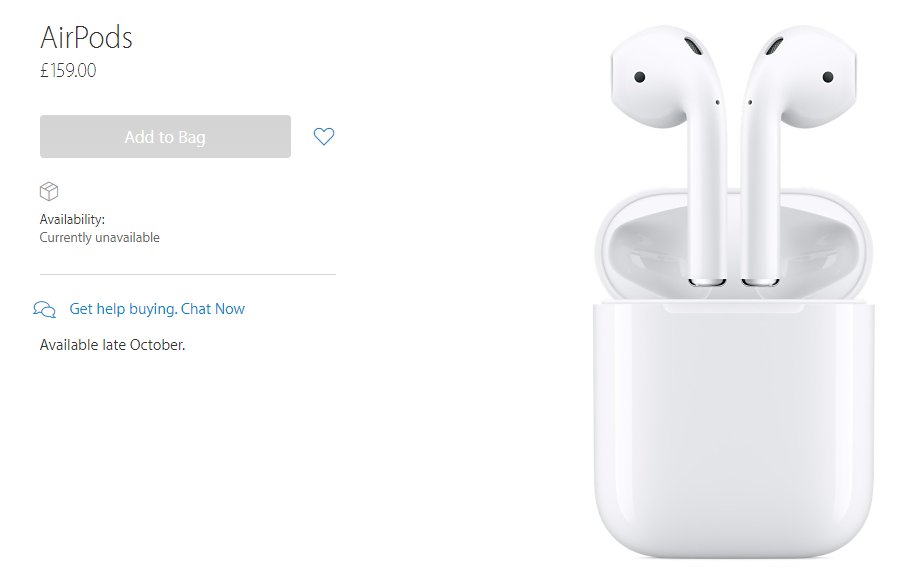 AirPods
£159.00
Add to Bag
Availability:
Currently unavailable
Get help buying. Chat Now
Available late October.